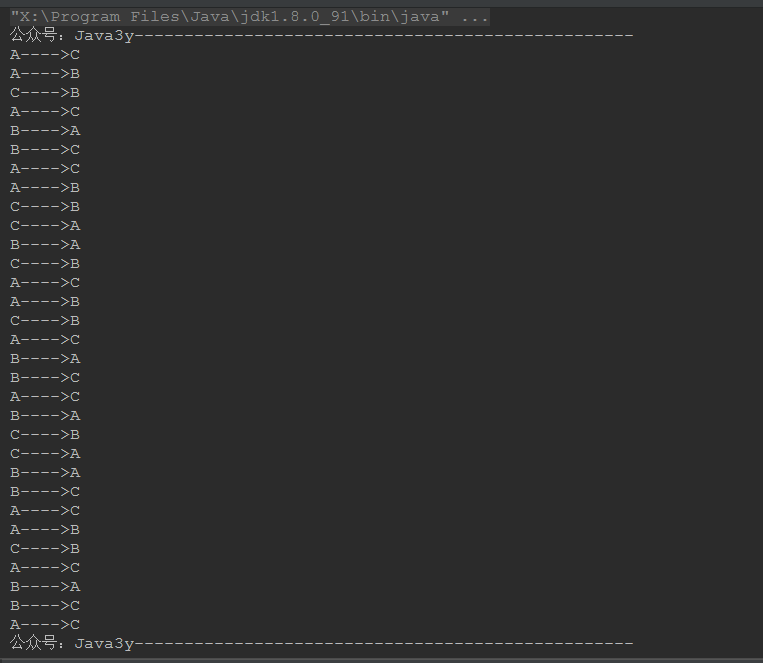 "X:\Program Files\Java\jdk1.8.0_91\bin\java" ...
公众号：Java3y--------------------------------------------------
A---->C
A---->B
C---->B
A---->C
B---->A
B---->C
A---->C
A---->B
C---->B
C---->A
B---->A
C---->B
A---->C
A---->B
C---->B
A---->C
B---->A
B---->C
A---->C
B---->A
C---->B
C---->A
B---->A
B---->C
A---->C
A---->B
C---->B
A---->C
B---->A
B---->C
A---->C
公众号：Java3y--------------------------------------------------